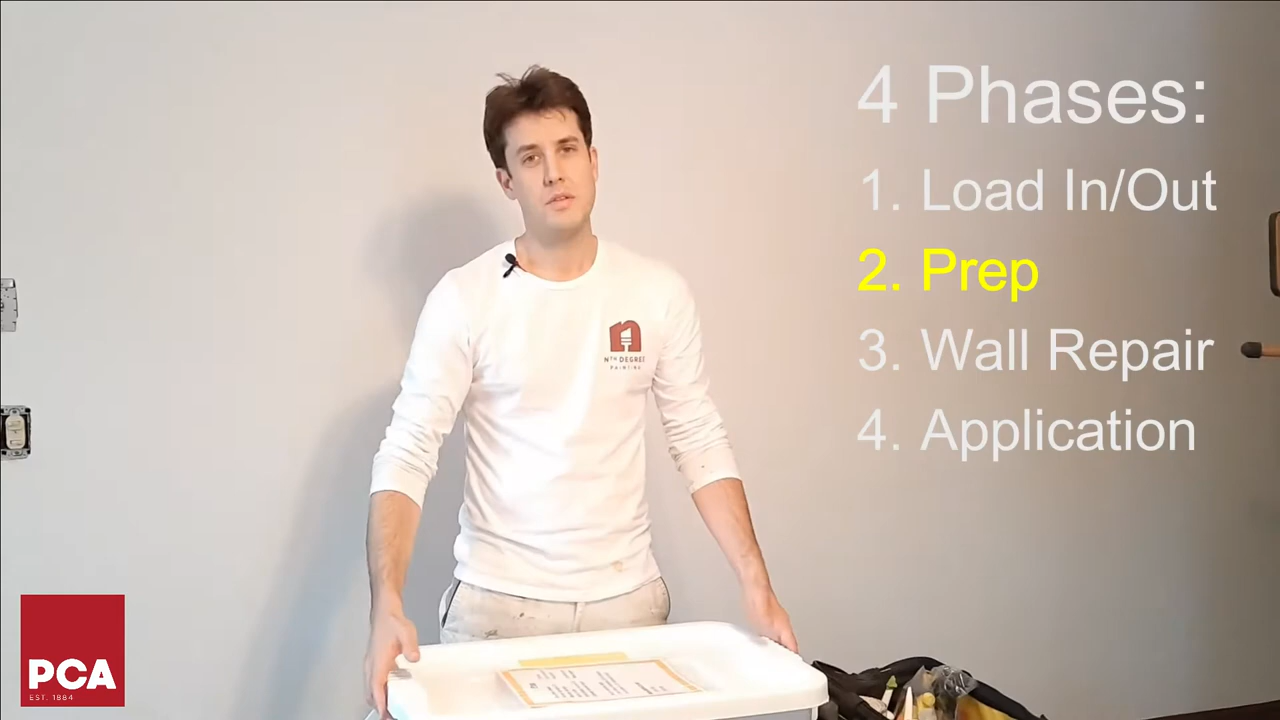 4 Phases:
1. Load In/Out
2. Prep
3. Wall Repair
4. Application
n
NTH DEGREE
PAINTING
PCA
EST. 1884